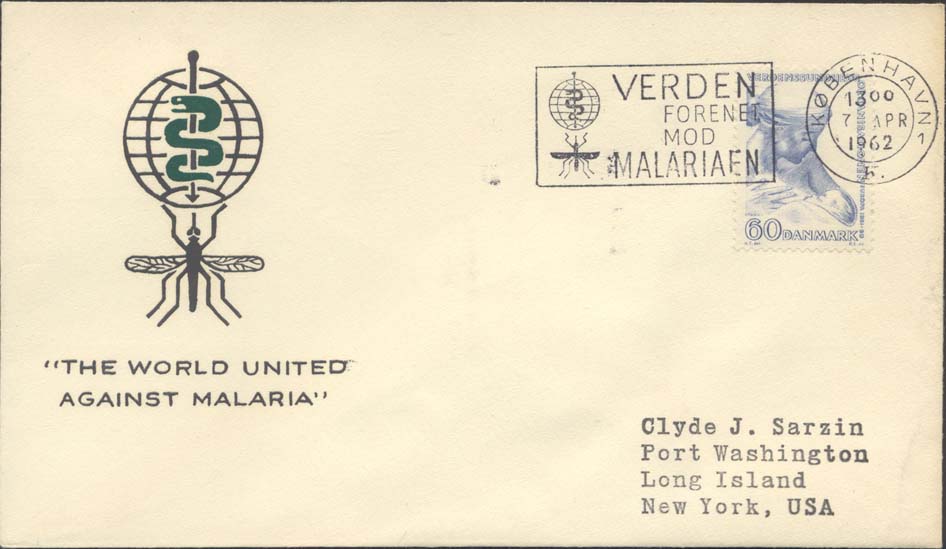 VERDEN
FORENET
MOD
MALARIAEN
KØBENHAVN 1
1300
7 APR
1962
60 DANMARK
"THE WORLD UNITED
AGAINST MALARIA"
Clyde J. Sarzin
Port Washington
Long Island
New York, USA